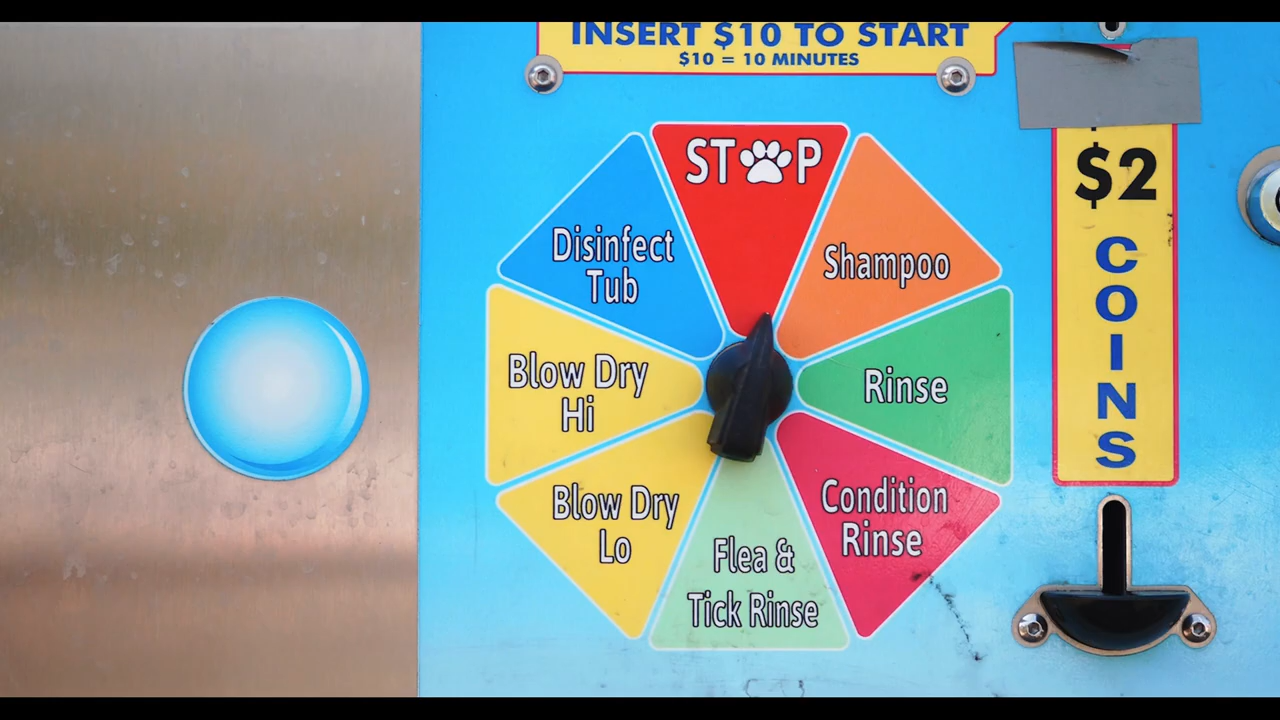 INSERT $10 TO START
$10 = 10 MINUTES
STOP
Disinfect
Tub
Shampoo
Blow Dry
Hi
Rinse
Blow Dry
Lo
Condition
Rinse
Flea &
Tick Rinse
$2
COINS